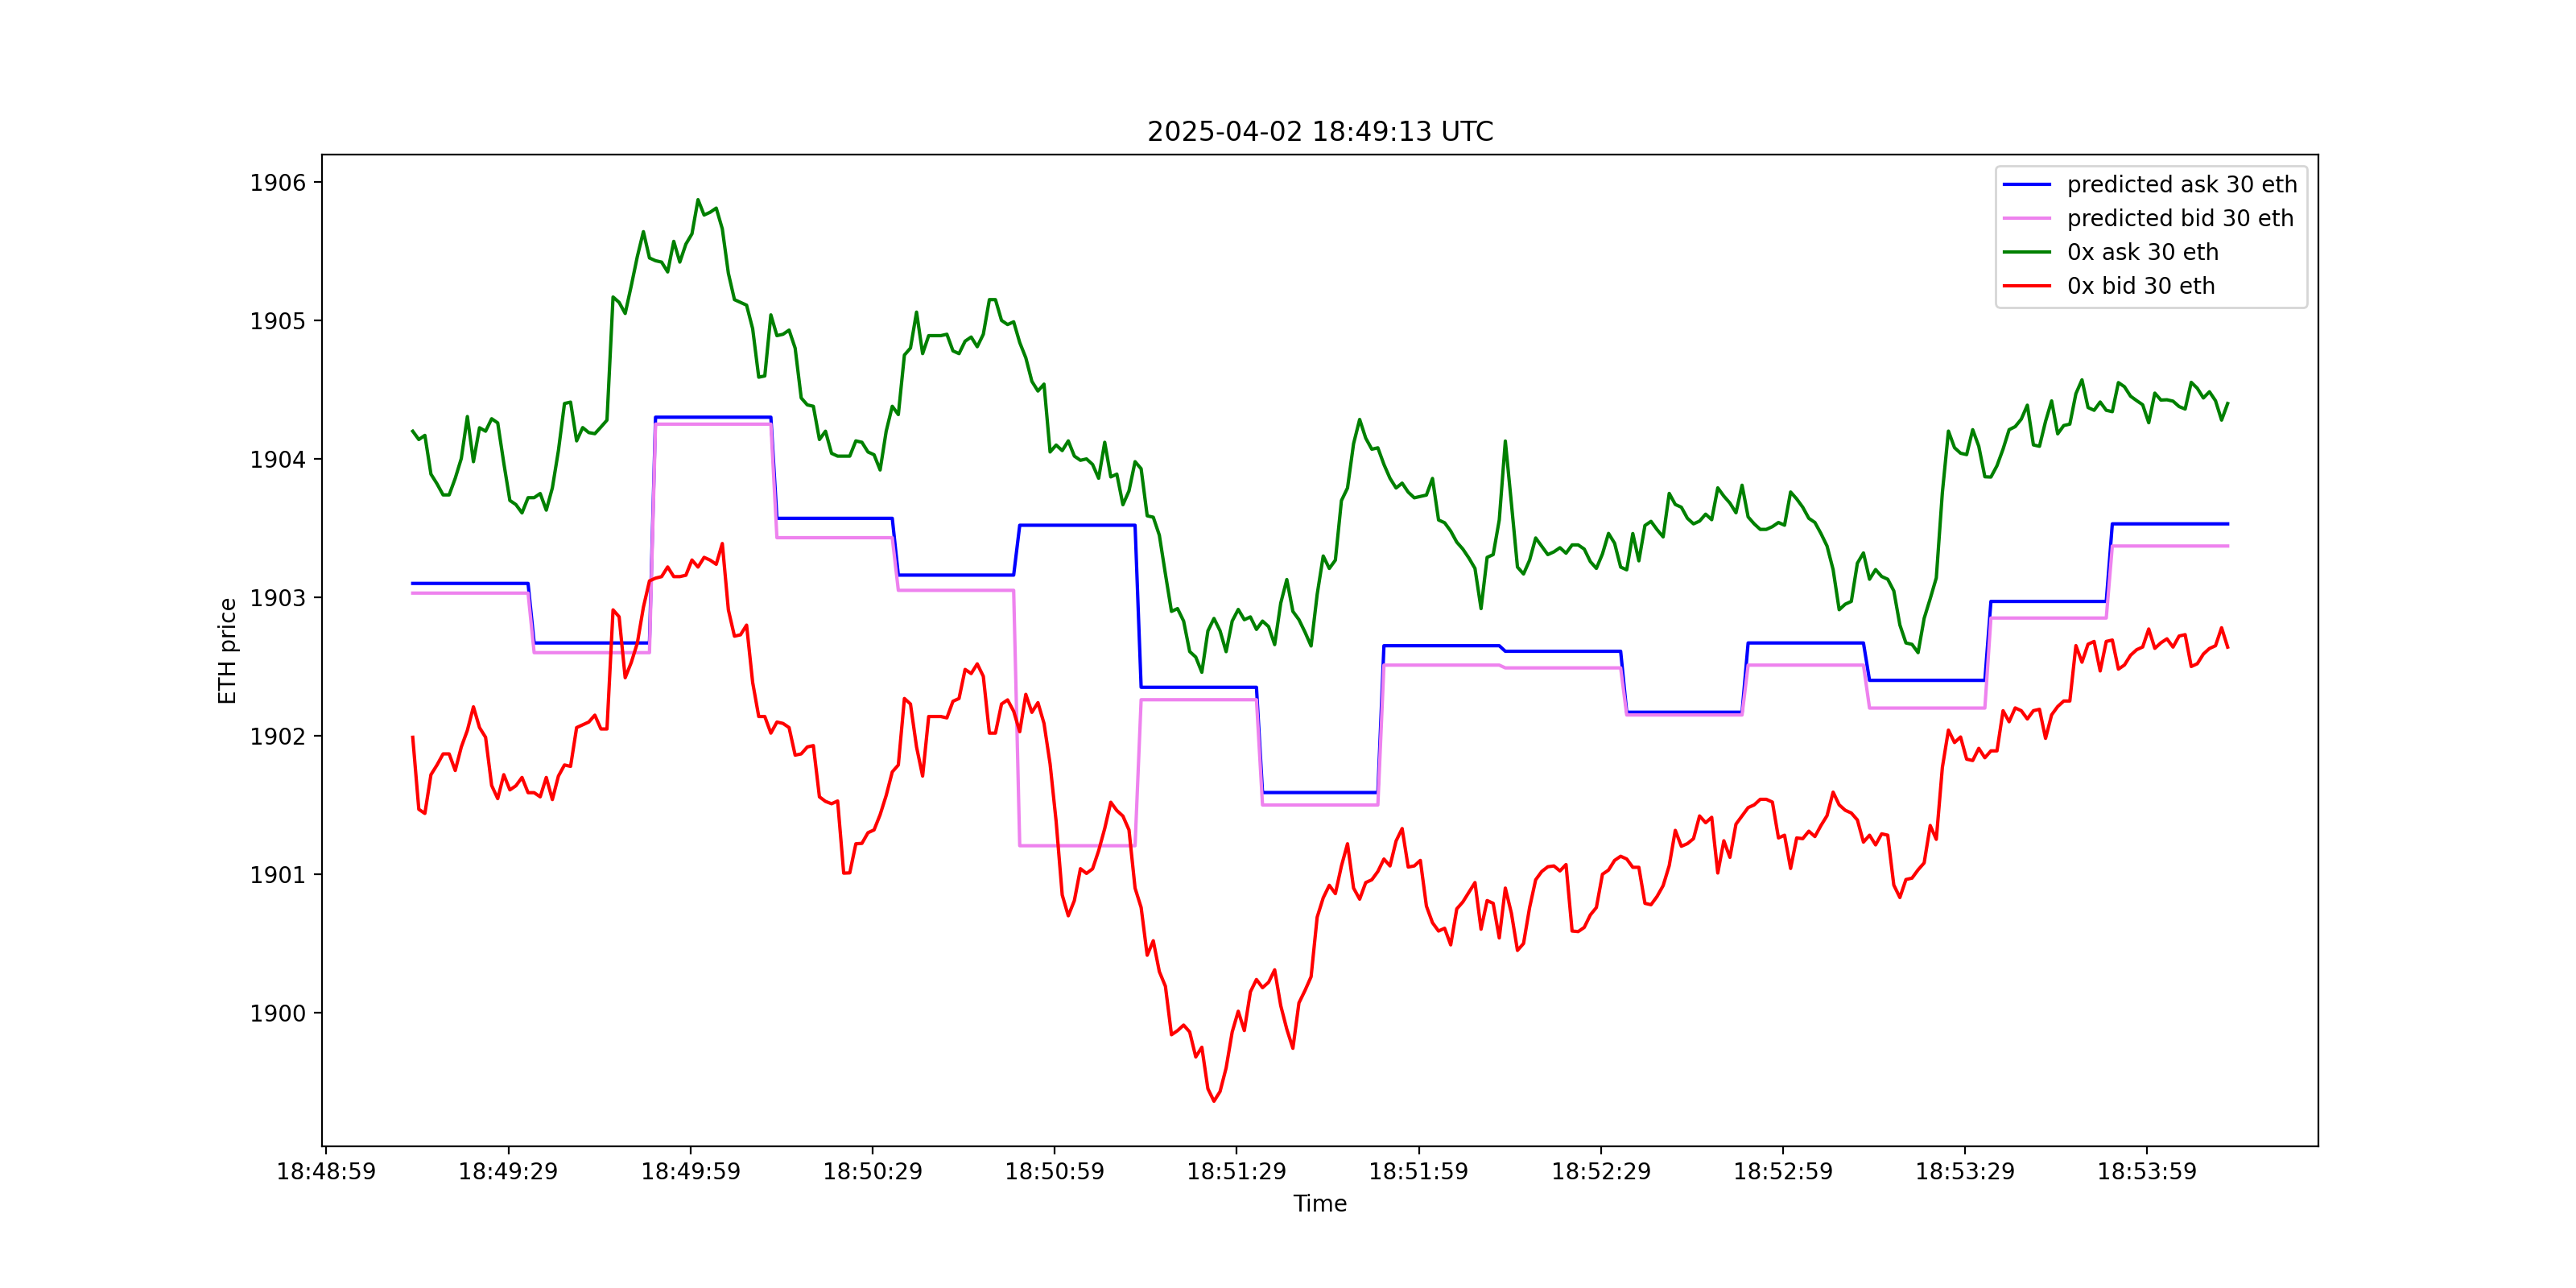 2025-04-02 18:49:13 UTC
predicted ask 30 eth
predicted bid 30 eth
0x ask 30 eth
0x bid 30 eth
1906
1905
1904
1903
1902
1901
1900
ETH price
18:48:59 18:49:29 18:49:59 18:50:29 18:50:59 18:51:29 18:51:59 18:52:29 18:52:59 18:53:29 18:53:59
Time